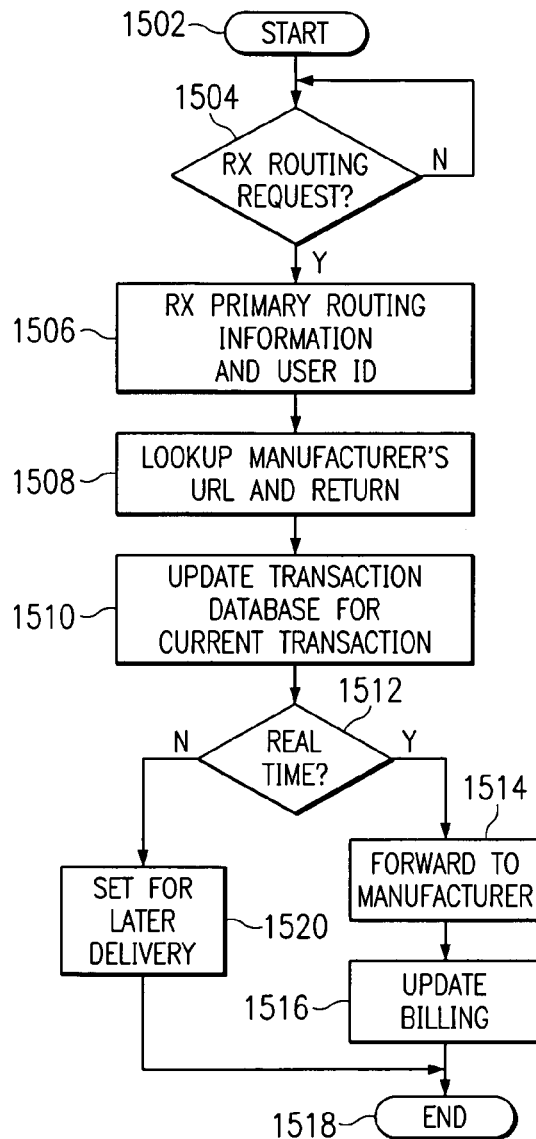 1502
START
1504
RX ROUTING
REQUEST?
N
Y
1506
RX PRIMARY ROUTING
INFORMATION
AND USER ID
1508
LOOKUP MANUFACTURER'S
URL AND RETURN
1510
UPDATE TRANSACTION
DATABASE FOR
CURRENT TRANSACTION
1512
N
REAL
TIME?
Y
1514
FORWARD TO
MANUFACTURER
SET FOR
LATER
DELIVERY
1520
1516
UPDATE
BILLING
1518
END